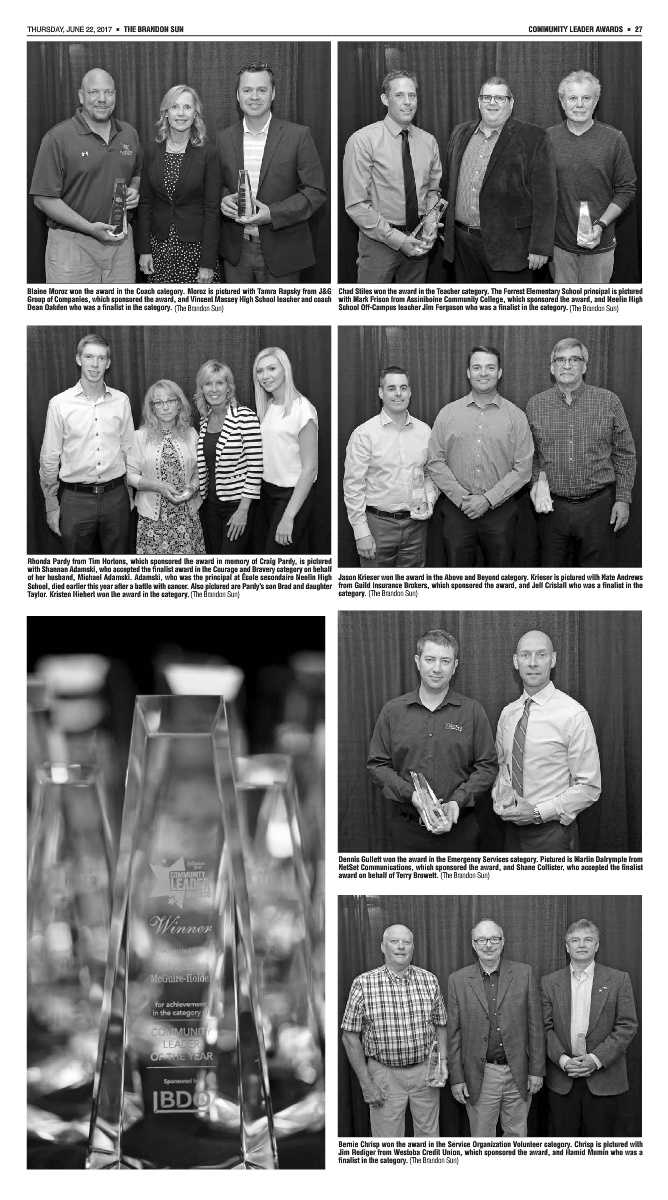 THURSDAY, JUNE 22, 2017 ▪ THE BRANDON SUN
COMMUNITY LEADER AWARDS ▪ 27
Blaine Moroz won the award in the Coach category. Moroz is pictured with Tamra Rapsky from J&G
Group of Companies, which sponsored the award, and Vincent Massey High School teacher and coach
Dean Oakden who was a finalist in the category. (The Brandon Sun)
Chad Stiles won the award in the Teacher category. The Forrest Elementary School principal is pictured
with Mark Frison from Assiniboine Community College, which sponsored the award, and Neelin High
School Off-Campus teacher Jim Ferguson who was a finalist in the category. (The Brandon Sun)
Rhonda Pardy from Tim Hortons, which sponsored the award in memory of Craig Pardy, is pictured
with Shannan Adamski, who accepted the finalist award in the Courage and Bravery category on behalf
of her husband, Michael Adamski. Adamski, who was the principal at École secondaire Neelin High
School, died earlier this year after a battle with cancer. Also pictured are Pardy's son Brad and daughter
Taylor. Kristen Hiebert won the award in the category. (The Brandon Sun)
Jason Krieser won the award in the Above and Beyond category. Krieser is pictured with Nate Andrews
from Guild Insurance Brokers, which sponsored the award, and Jeff Cristall who was a finalist in the
category. (The Brandon Sun)
COMMUNITY
LEADER
Winner
McGuire-Holder
for achievement
in the category
COMMUNITY
LEADER
OF THE YEAR
Sponsored by
BDO
Dennis Gullett won the award in the Emergency Services category. Pictured is Martin Dalrymple from
NetSet Communications, which sponsored the award, and Shane Collister, who accepted the finalist
award on behalf of Terry Browett. (The Brandon Sun)
Bernie Chrisp won the award in the Service Organization Volunteer category. Chrisp is pictured with
Jim Rediger from Westoba Credit Union, which sponsored the award, and Hamid Mumin who was a
finalist in the category. (The Brandon Sun)